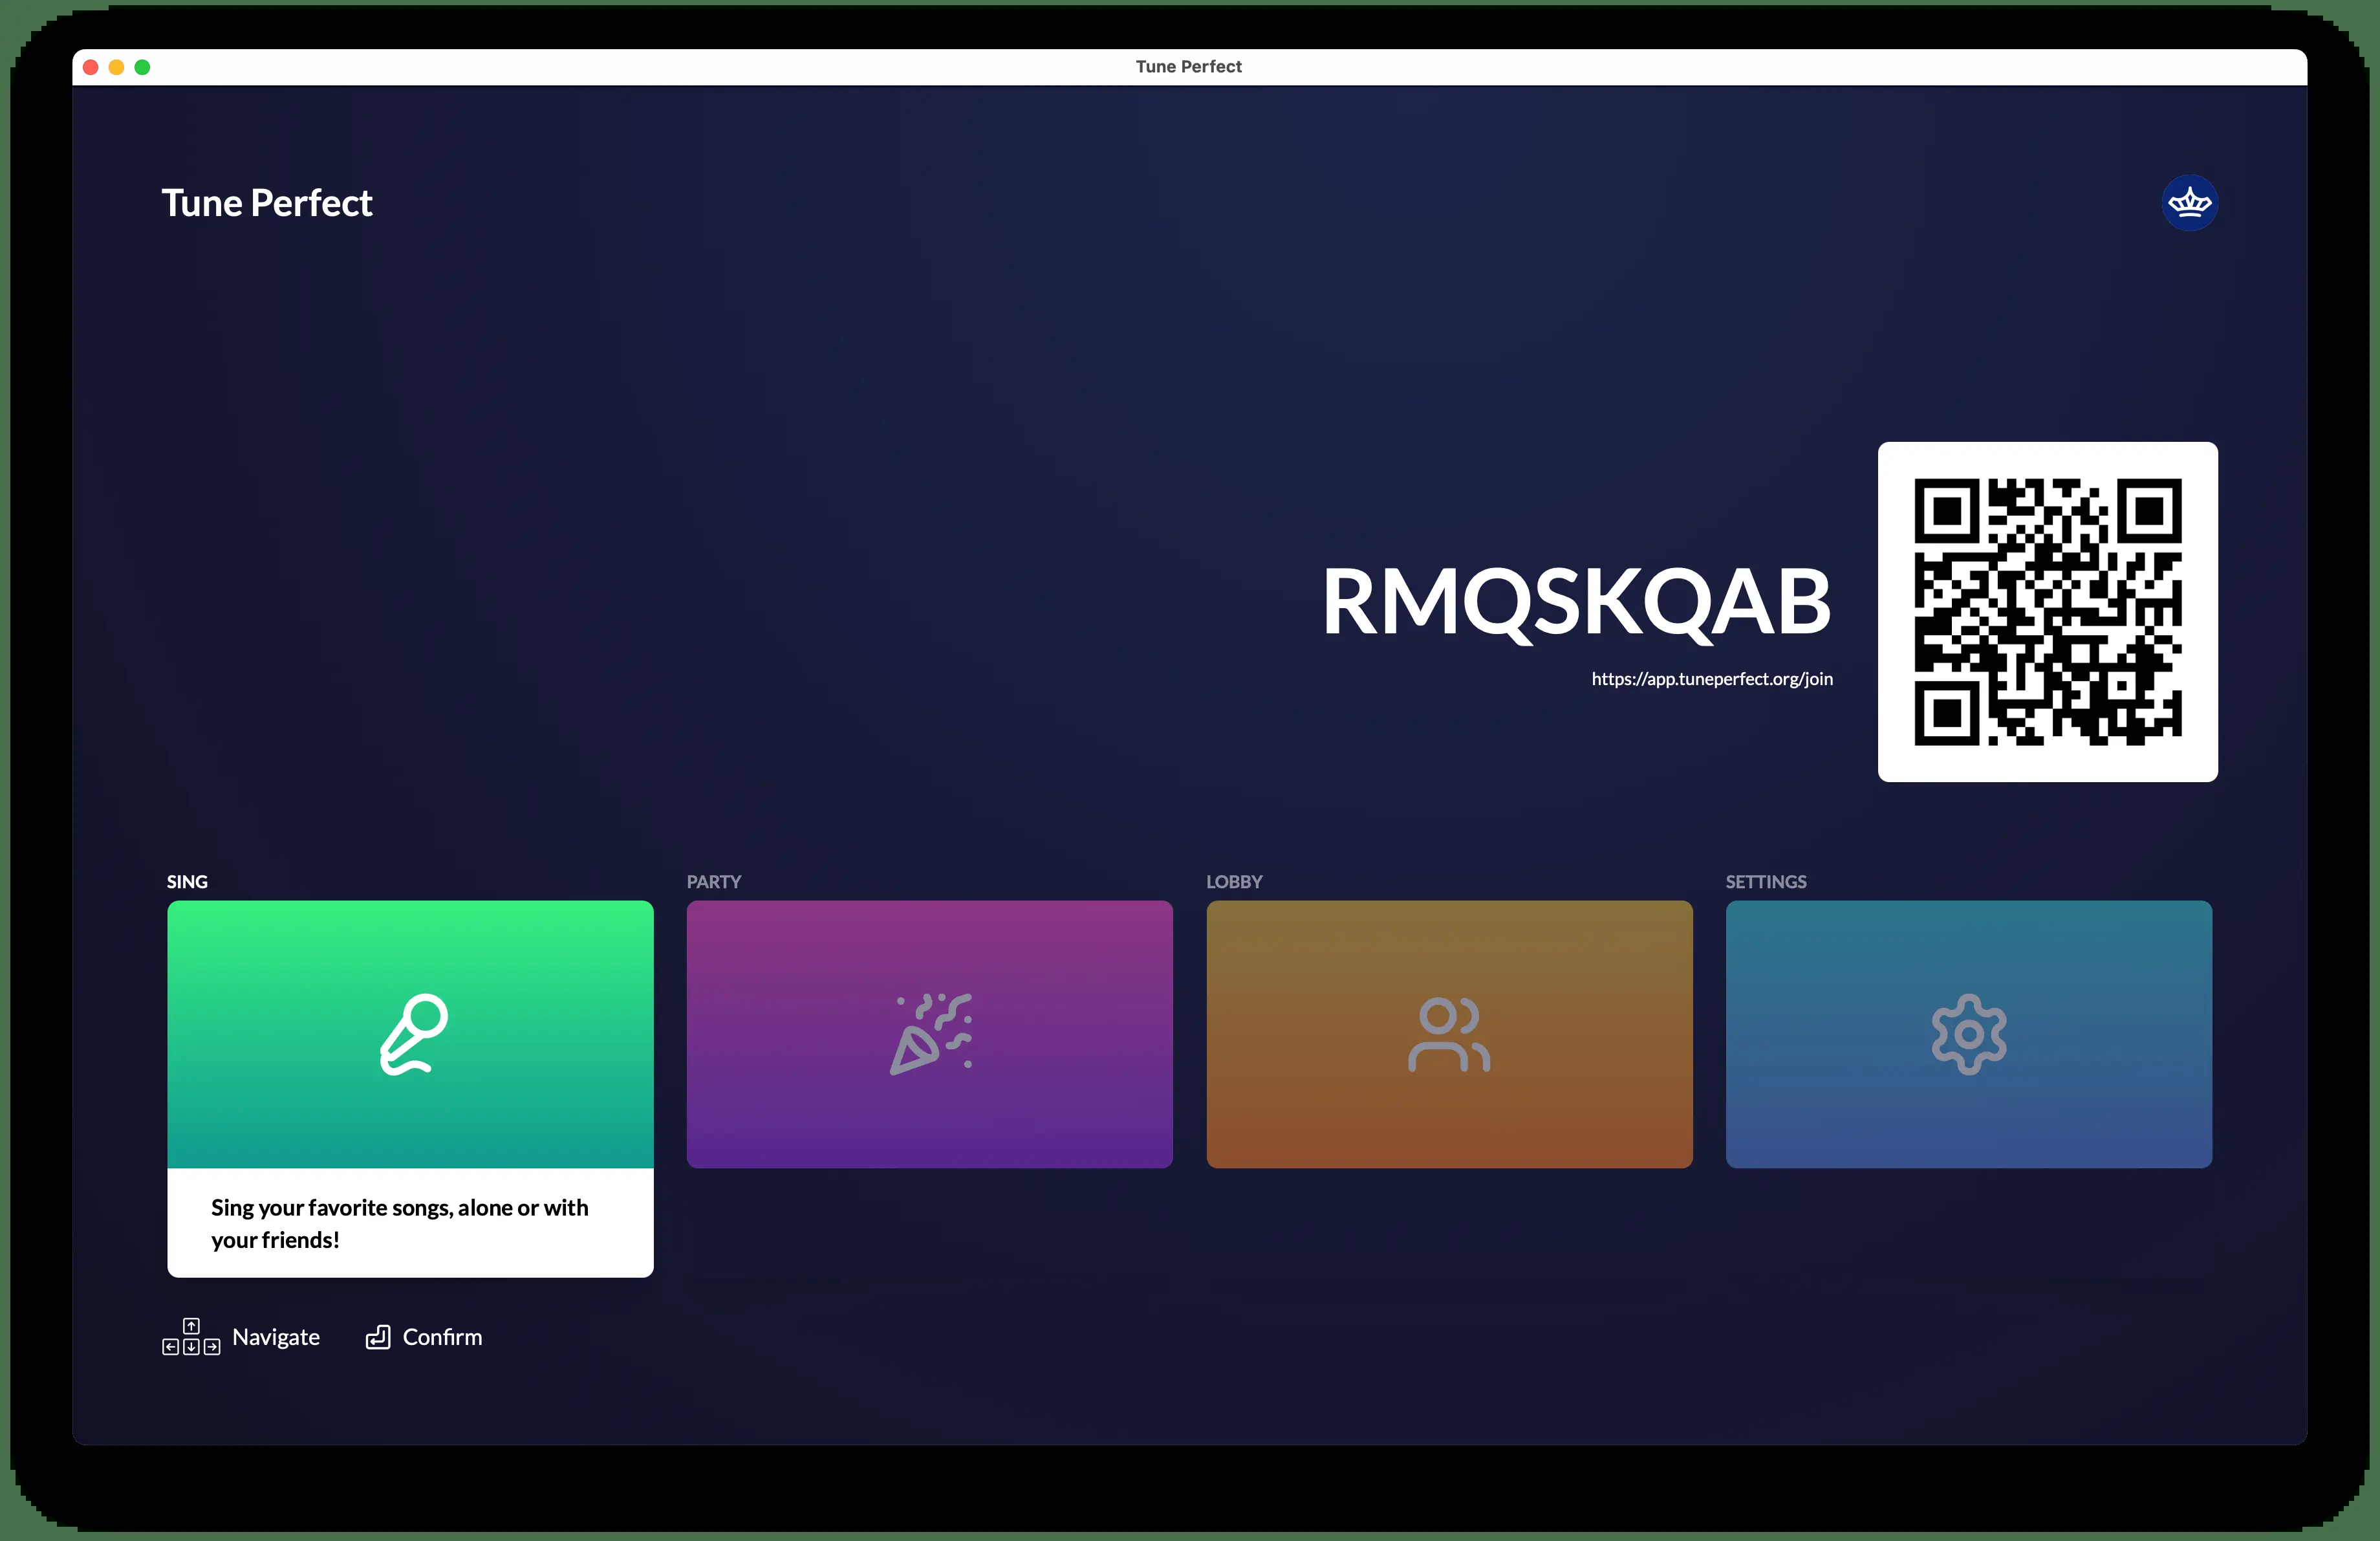 Tune Perfect
Tune Perfect
RMQSKQAB
https://app.tuneperfect.org/join
SING
PARTY
LOBBY
SETTINGS
Sing your favorite songs, alone or with
your friends!
Navigate
Confirm